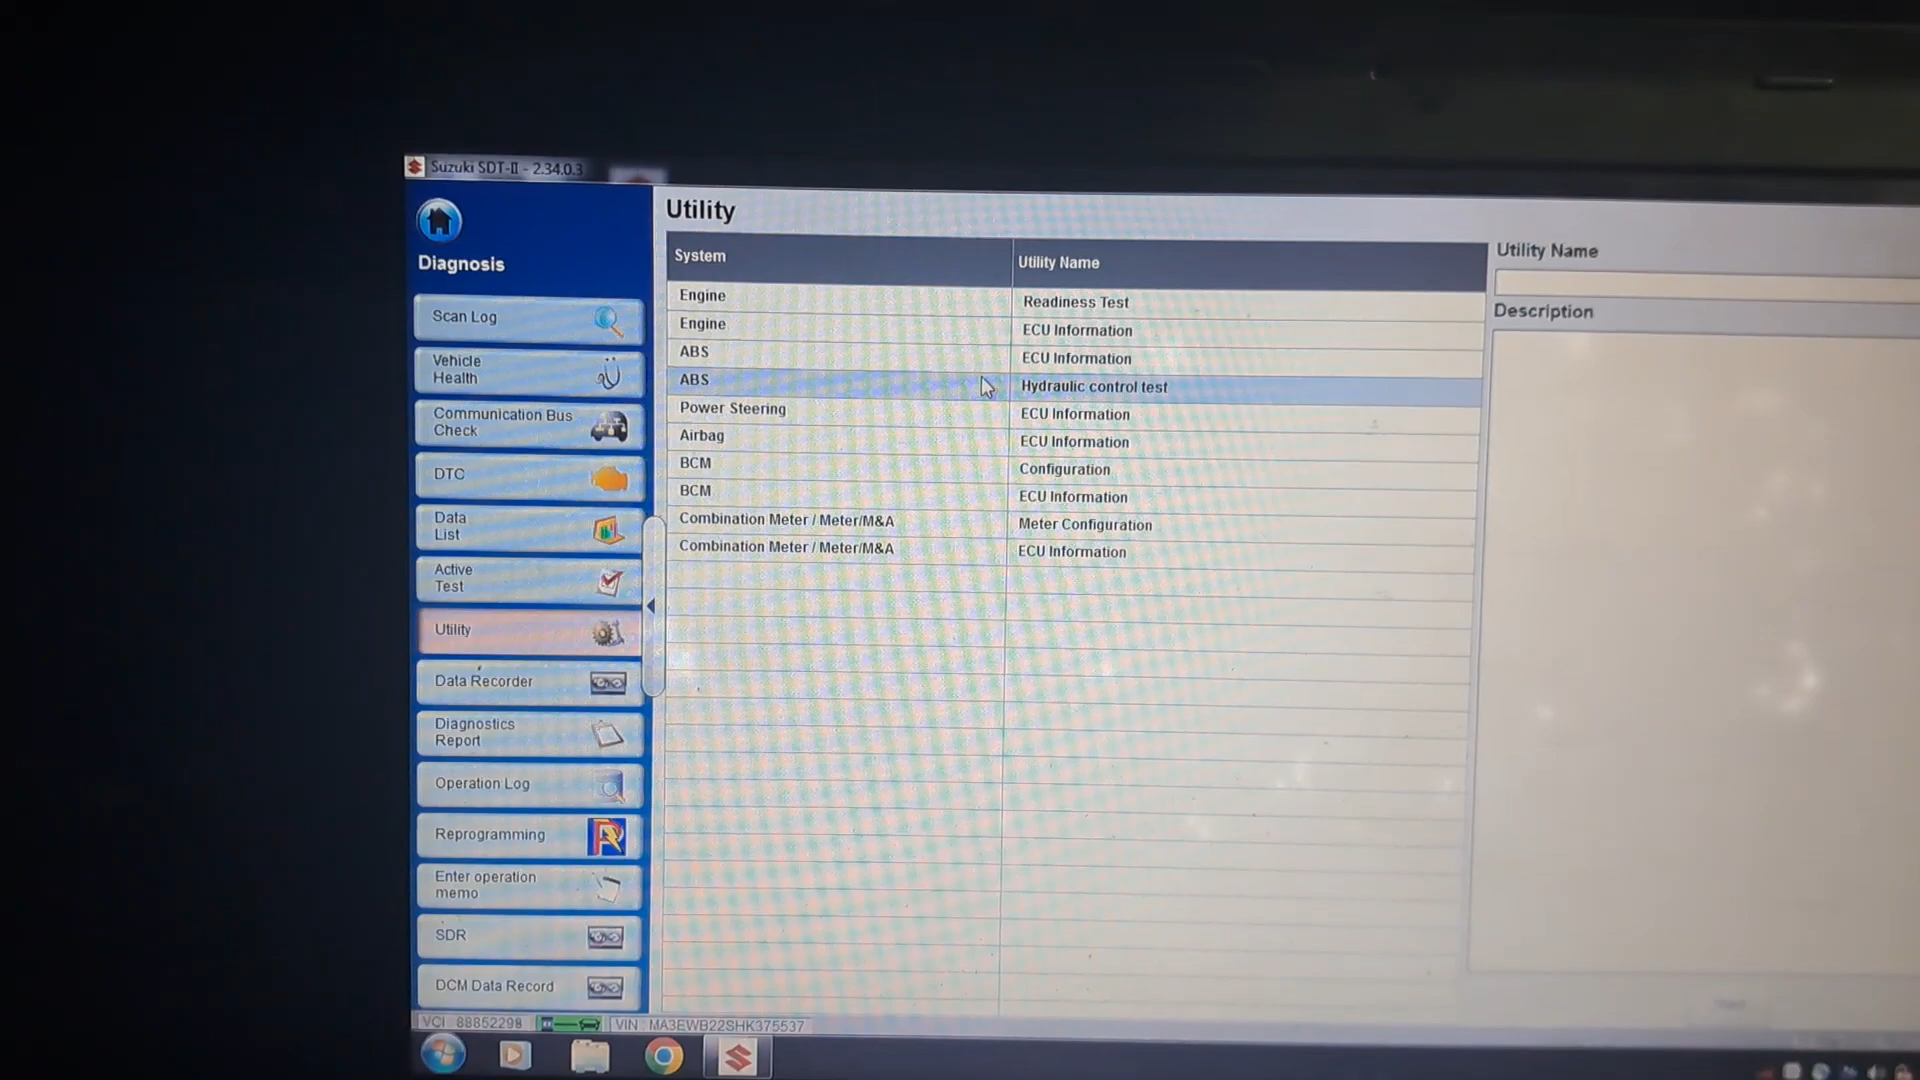 Suzuki SDT-II - 2.34.0.3
Diagnosis
Scan Log
Vehicle
Health
Communication Bus
Check
DTC
Data
List
Active
Test
Utility
Data Recorder
Diagnostics
Report
Operation Log
Reprogramming
Enter operation
memo
SDR
DCM Data Record
Utility
System Utility Name
Engine Readiness Test
Engine ECU Information
ABS ECU Information
ABS Hydraulic control test
Power Steering ECU Information
Airbag ECU Information
BCM Configuration
BCM ECU Information
Combination Meter / Meter/M&A Meter Configuration
Combination Meter / Meter/M&A ECU Information
Utility Name
Description
VCI 88852298 VIN MA3EWB22SHK375537